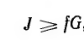 J ⩾ fG,